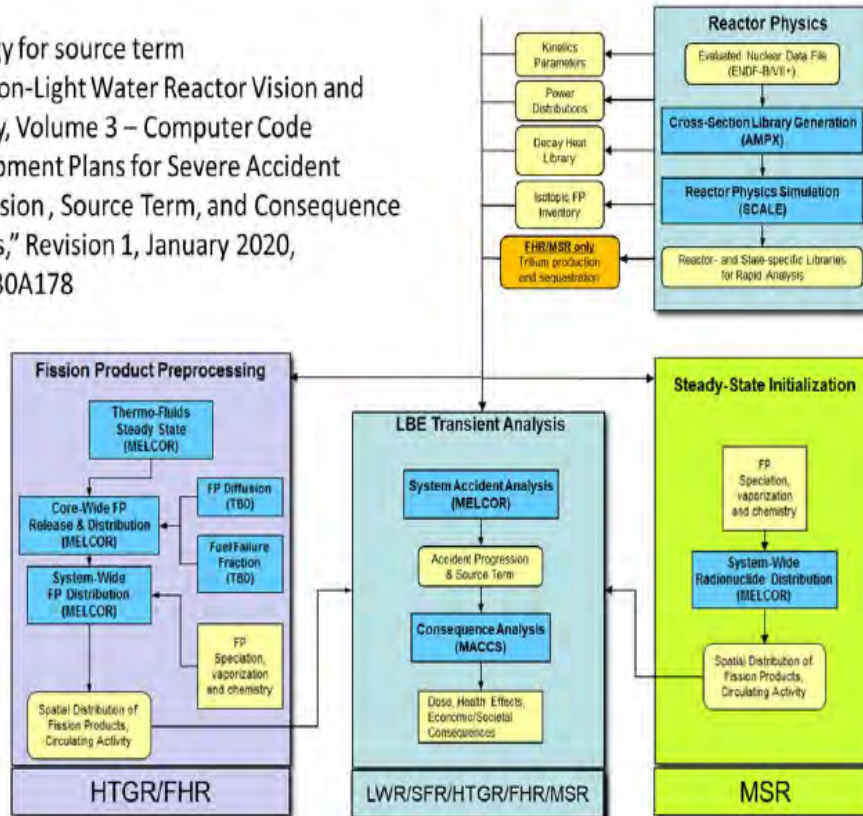 gy for source term
on-Light Water Reactor Vision and
y, Volume 3 – Computer Code
pment Plans for Severe Accident
sion , Source Term, and Consequence
s,” Revision 1, January 2020,
30A178
Reactor Physics
Evaluated Nuclear Data File
(ENDF-B/VII+)
Cross-Section Library Generation
(AMPX)
Reactor Physics Simulation
(SCALE)
Reactor- and State-specific Libraries
for Rapid Analysis
Kinetics
Parameters
Power
Distributions
Decay Heat
Library
Isotopic FP
Inventory
FHR/MSR only
Tritium production
and sequestration
Fission Product Preprocessing
Thermo-Fluids
Steady State
(MELCOR)
Core-Wide FP
Release & Distribution
(MELCOR)
FP Diffusion
(TBD)
Fuel Failure
Fraction
(TBD)
System-Wide
FP Distribution
(MELCOR)
FP
Speciation,
vaporization
and chemistry
Spatial Distribution of
Fission Products,
Circulating Activity
HTGR/FHR
LBE Transient Analysis
System Accident Analysis
(MELCOR)
Accident Progression
& Source Term
Consequence Analysis
(MACCS)
Dose, Health Effects,
Economic/Societal
Consequences
LWR/SFR/HTGR/FHR/MSR
Steady-State Initialization
FP
Speciation,
vaporization
and chemistry
System-Wide
Radionuclide Distribution
(MELCOR)
Spatial Distribution of
Fission Products,
Circulating Activity
MSR